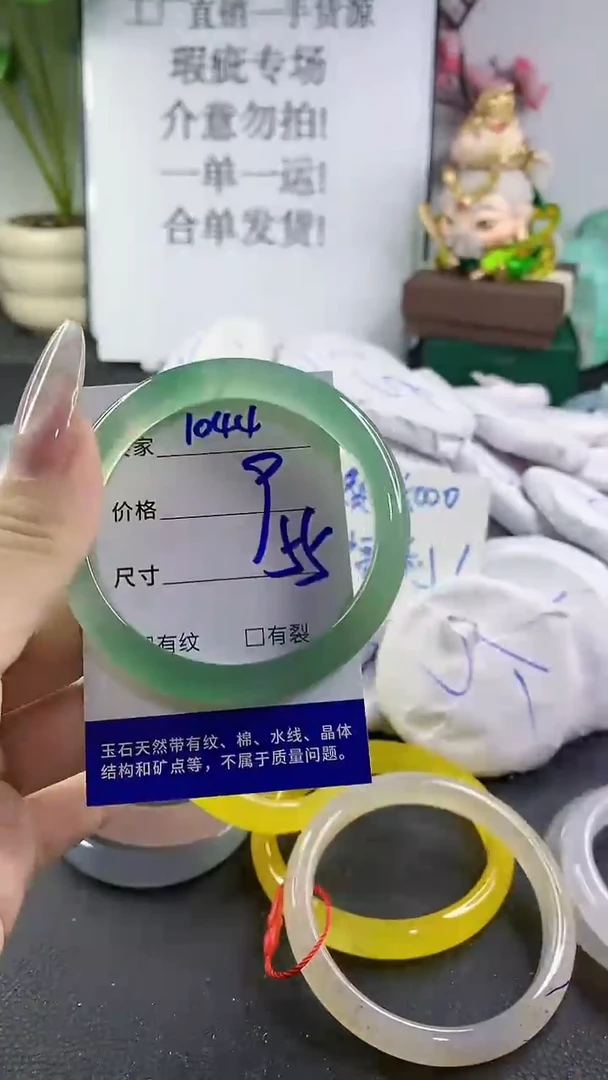 工厂直销一手货源
瑕疵专场
介意勿拍!
一单一运!
合单发货!
家 1044
价格
尺寸 55
有纹 □有裂
玉石天然带有纹、棉、水线、晶体
结构和矿点等，不属于质量问题。